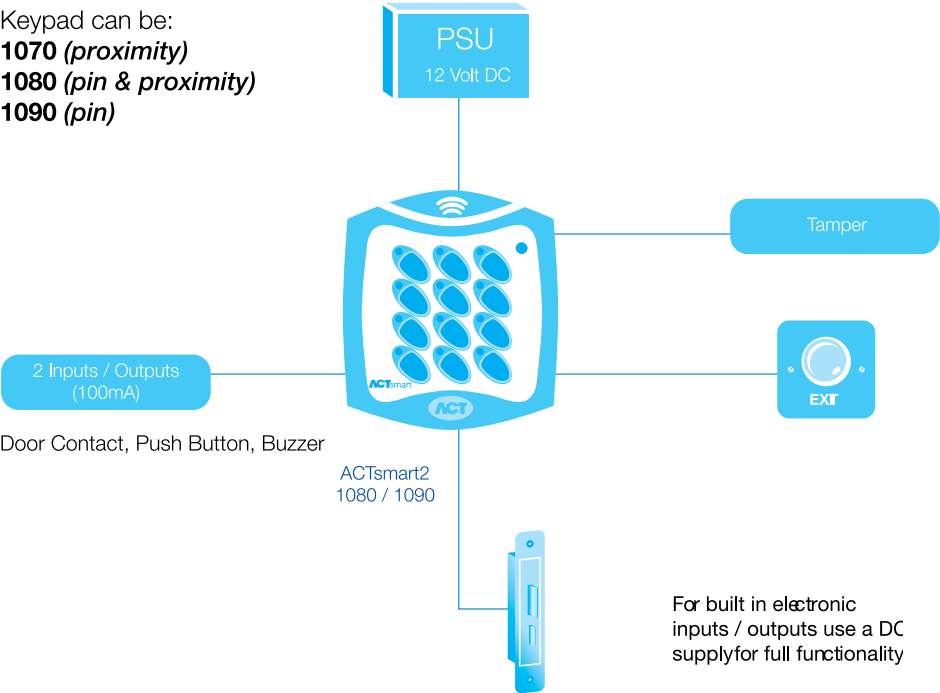 Keypad can be:
1070 (proximity)
1080 (pin & proximity)
1090 (pin)
PSU
12 Volt DC
Tamper
2 Inputs / Outputs
(100mA)
EXIT
ACTsmart
ACT
Door Contact, Push Button, Buzzer
ACTsmart2
1080 / 1090
For built in electronic
inputs / outputs use a DC
supplyfor full functionality